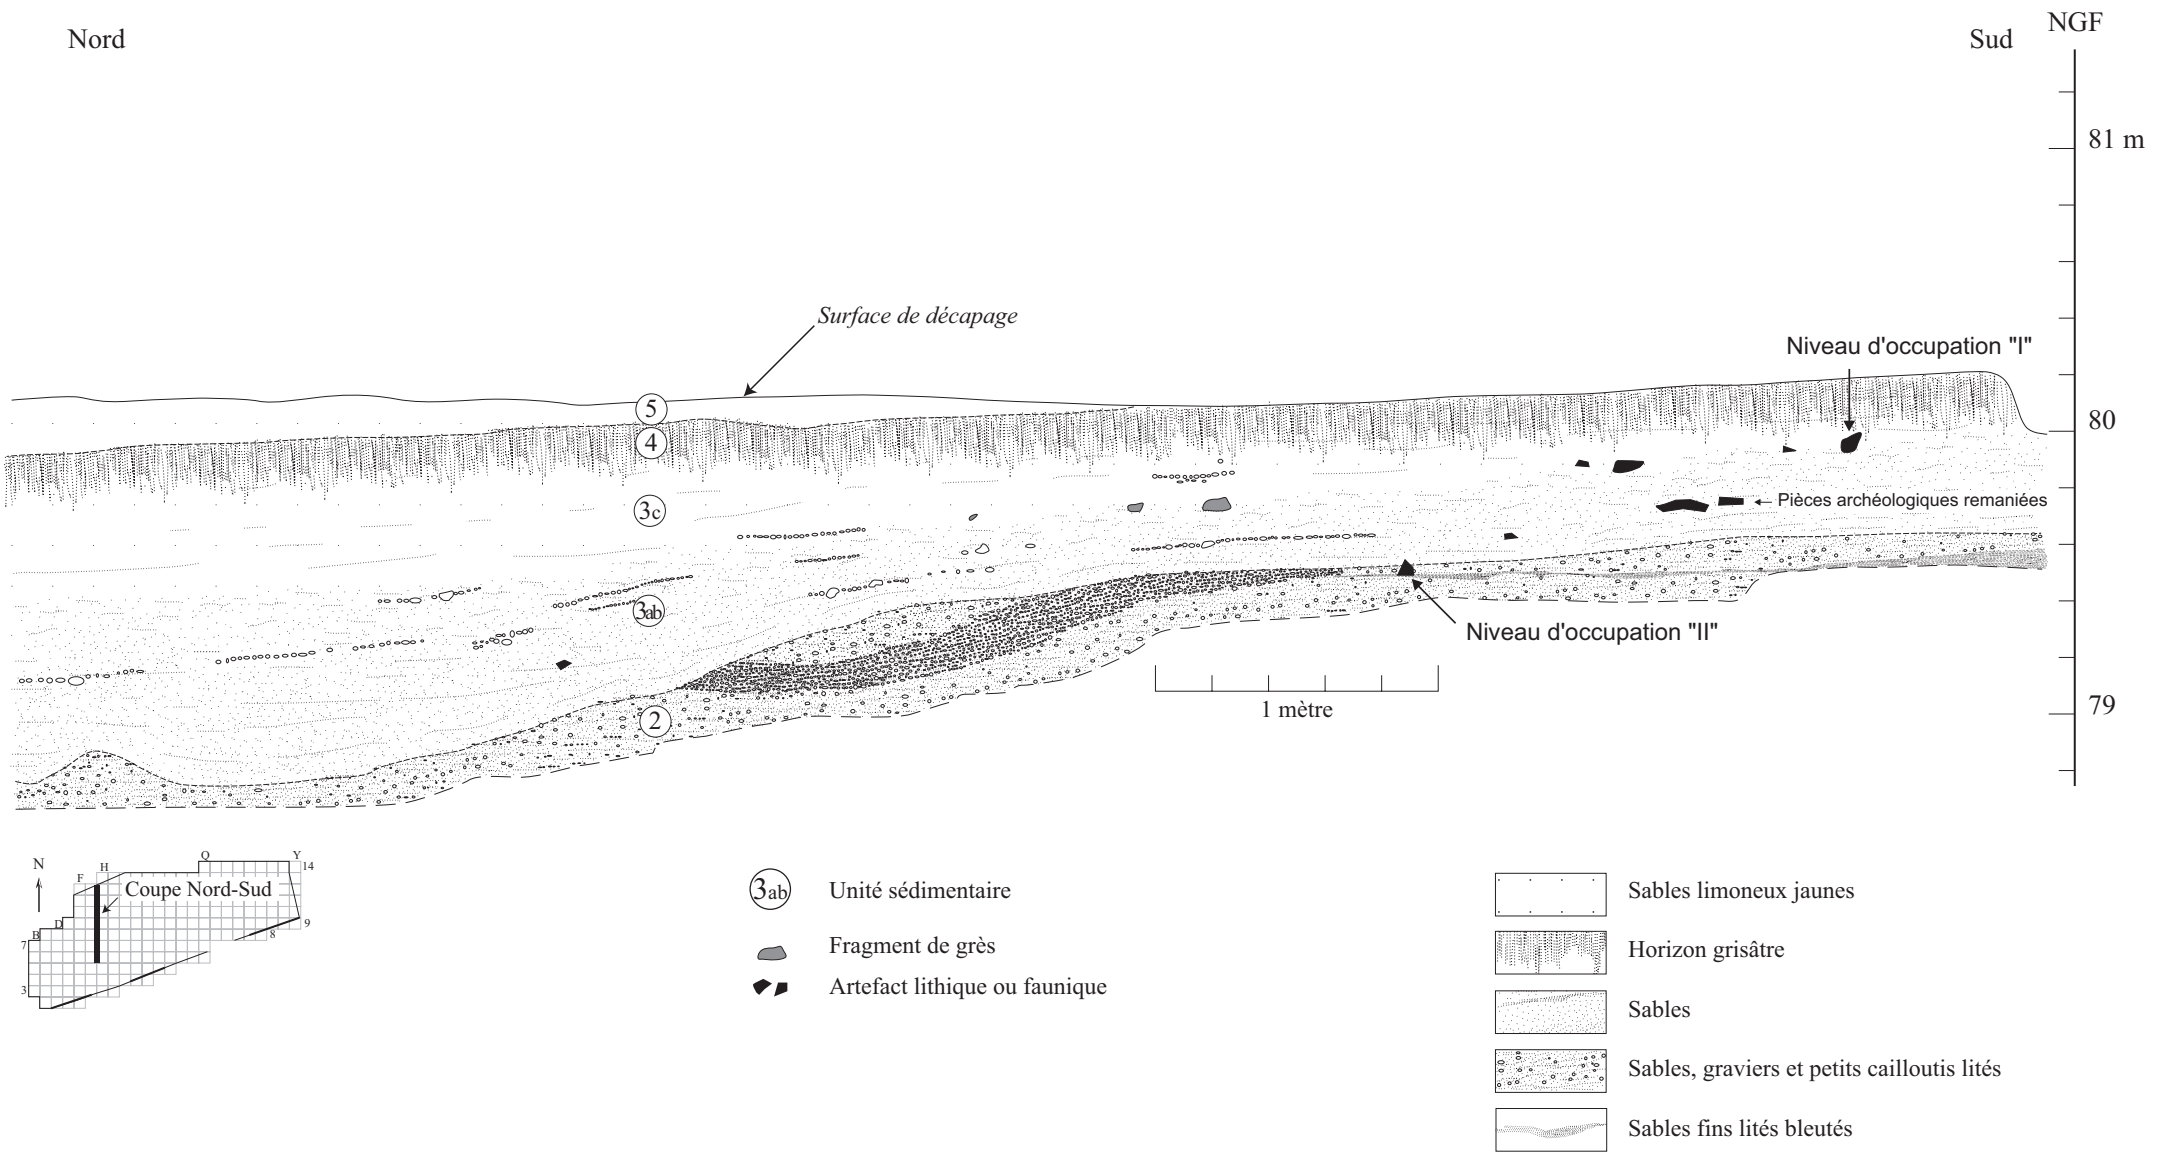 Nord
Sud
NGF
81 m
Surface de décapage
Niveau d'occupation "I"
5
4
80
3c
Pièces archéologiques remaniées
3ab
Niveau d'occupation "II"
2
79
1 mètre
N
Q
Y
H
14
F
Coupe Nord-Sud
D
9
B
8
7
3
3ab
Unité sédimentaire
Fragment de grès
Artefact lithique ou faunique
Sables limoneux jaunes
Horizon grisâtre
Sables
Sables, graviers et petits cailloutis lités
Sables fins lités bleutés